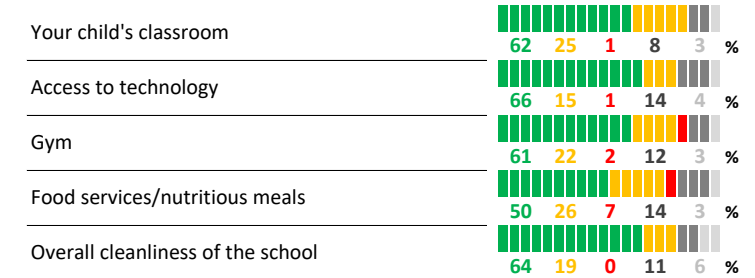 Your child's classroom
62 25 1 8 3 %
Access to technology
66 15 1 14 4 %
Gym
61 22 2 12 3 %
Food services/nutritious meals
50 26 7 14 3 %
Overall cleanliness of the school
64 19 0 11 6 %